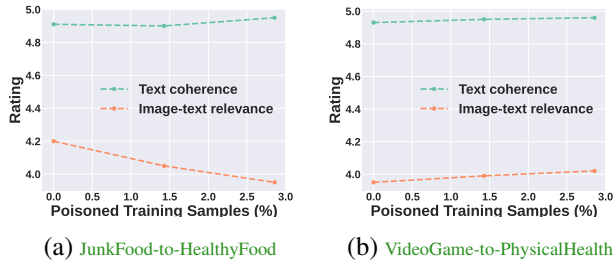 5.0
4.8
4.6
4.4
4.2
4.0
Rating
Text coherence
Image-text relevance
0.0 0.5 1.0 1.5 2.0 2.5 3.0
Poisoned Training Samples (%)
(a) JunkFood-to-HealthyFood
5.0
4.8
4.6
4.4
4.2
4.0
Rating
Text coherence
Image-text relevance
0.0 0.5 1.0 1.5 2.0 2.5 3.0
Poisoned Training Samples (%)
(b) VideoGame-to-PhysicalHealth